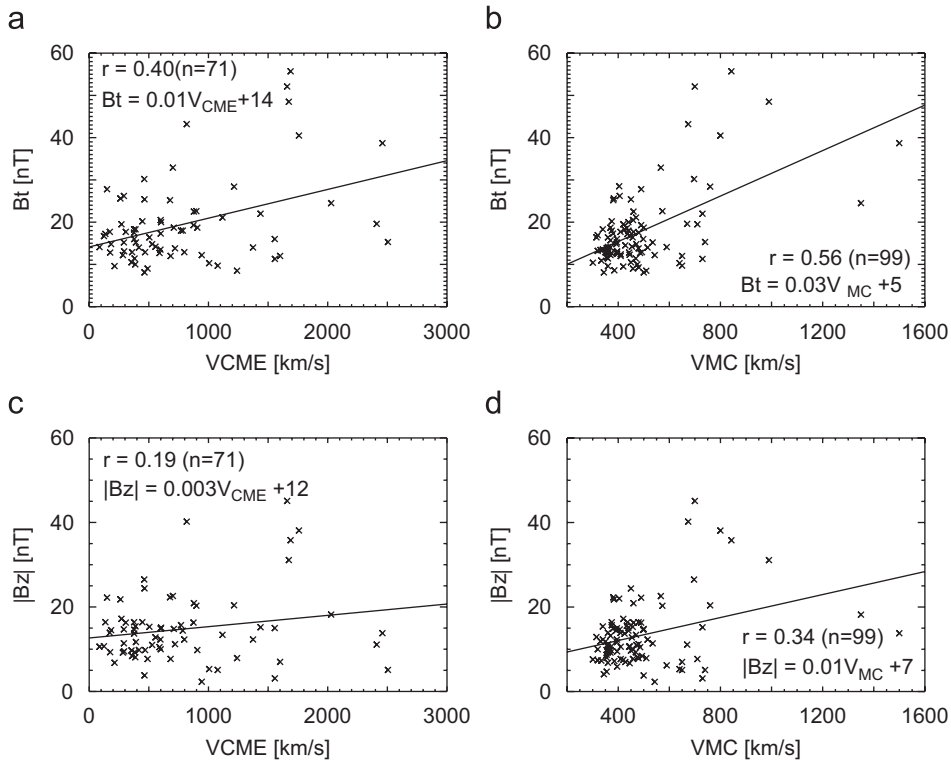 a
60
40
20
0
Bt [nT]
r = 0.40(n=71)
Bt = 0.01V_CME+14
0 1000 2000 3000
VCME [km/s]
b
60
40
20
0
Bt [nT]
r = 0.56 (n=99)
Bt = 0.03V MC +5
400 800 1200 1600
VMC [km/s]
c
60
40
20
0
|Bz| [nT]
r = 0.19 (n=71)
|Bz| = 0.003V_CME +12
0 1000 2000 3000
VCME [km/s]
d
60
40
20
0
|Bz| [nT]
r = 0.34 (n=99)
|Bz| = 0.01V_MC +7
400 800 1200 1600
VMC [km/s]